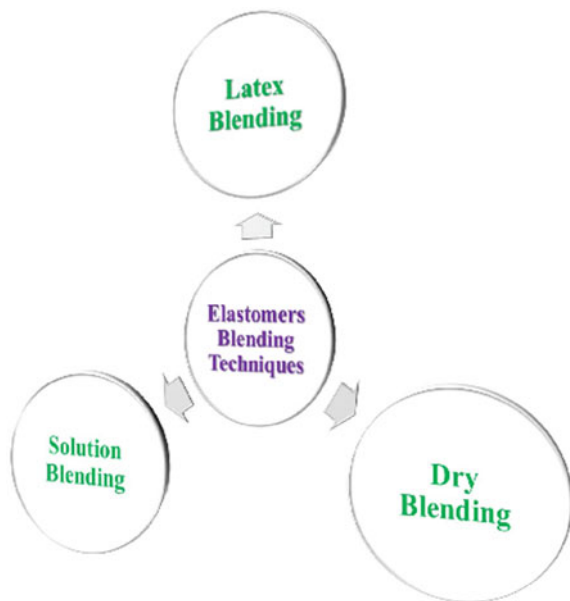 Latex
Blending
Elastomers
Blending
Techniques
Solution
Blending
Dry
Blending